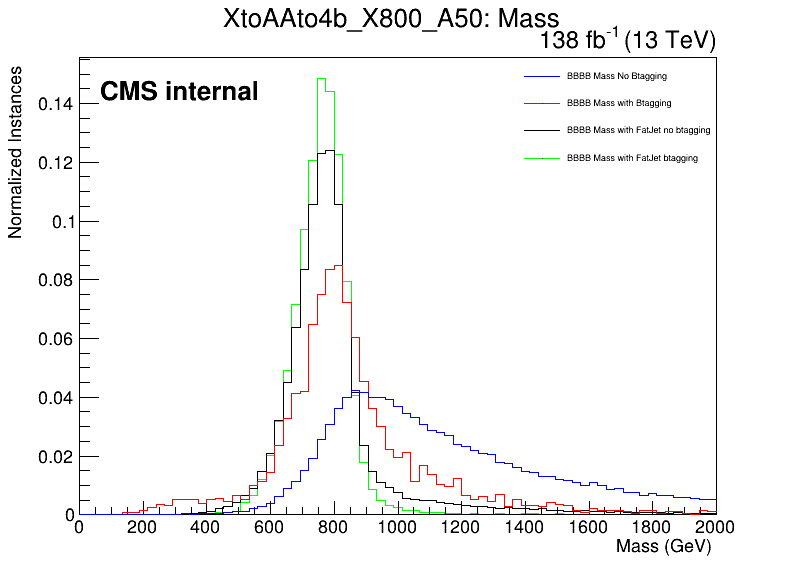 XtoAAto4b_X800_A50: Mass
138 fb-1 (13 TeV)
CMS internal
BBBB Mass No Btagging
BBBB Mass with Btagging
BBBB Mass with FatJet no btagging
BBBB Mass with FatJet btagging
Normalized Instances
0.14
0.12
0.1
0.08
0.06
0.04
0.02
0
0 200 400 600 800 1000 1200 1400 1600 1800 2000
Mass (GeV)